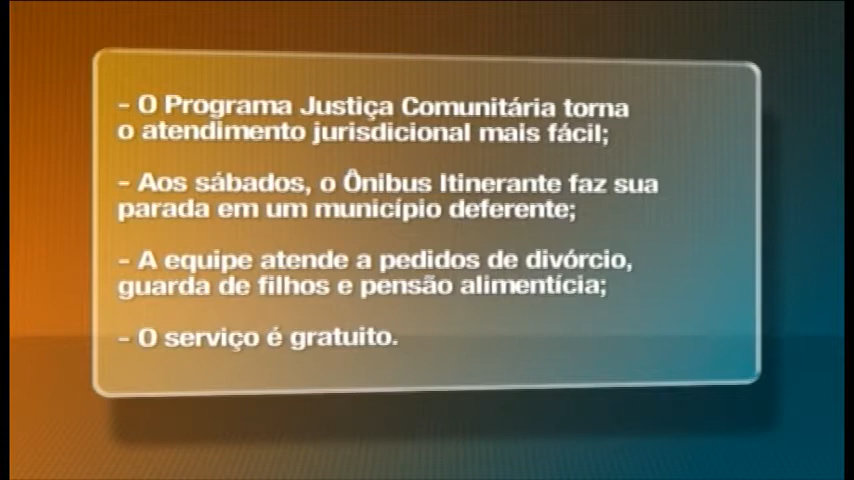 - O Programa Justiça Comunitária torna
o atendimento jurisdicional mais fácil;
- Aos sábados, o Ônibus Itinerante faz sua
parada em um município deferente;
- A equipe atende a pedidos de divórcio,
guarda de filhos e pensão alimentícia;
- O serviço é gratuito.